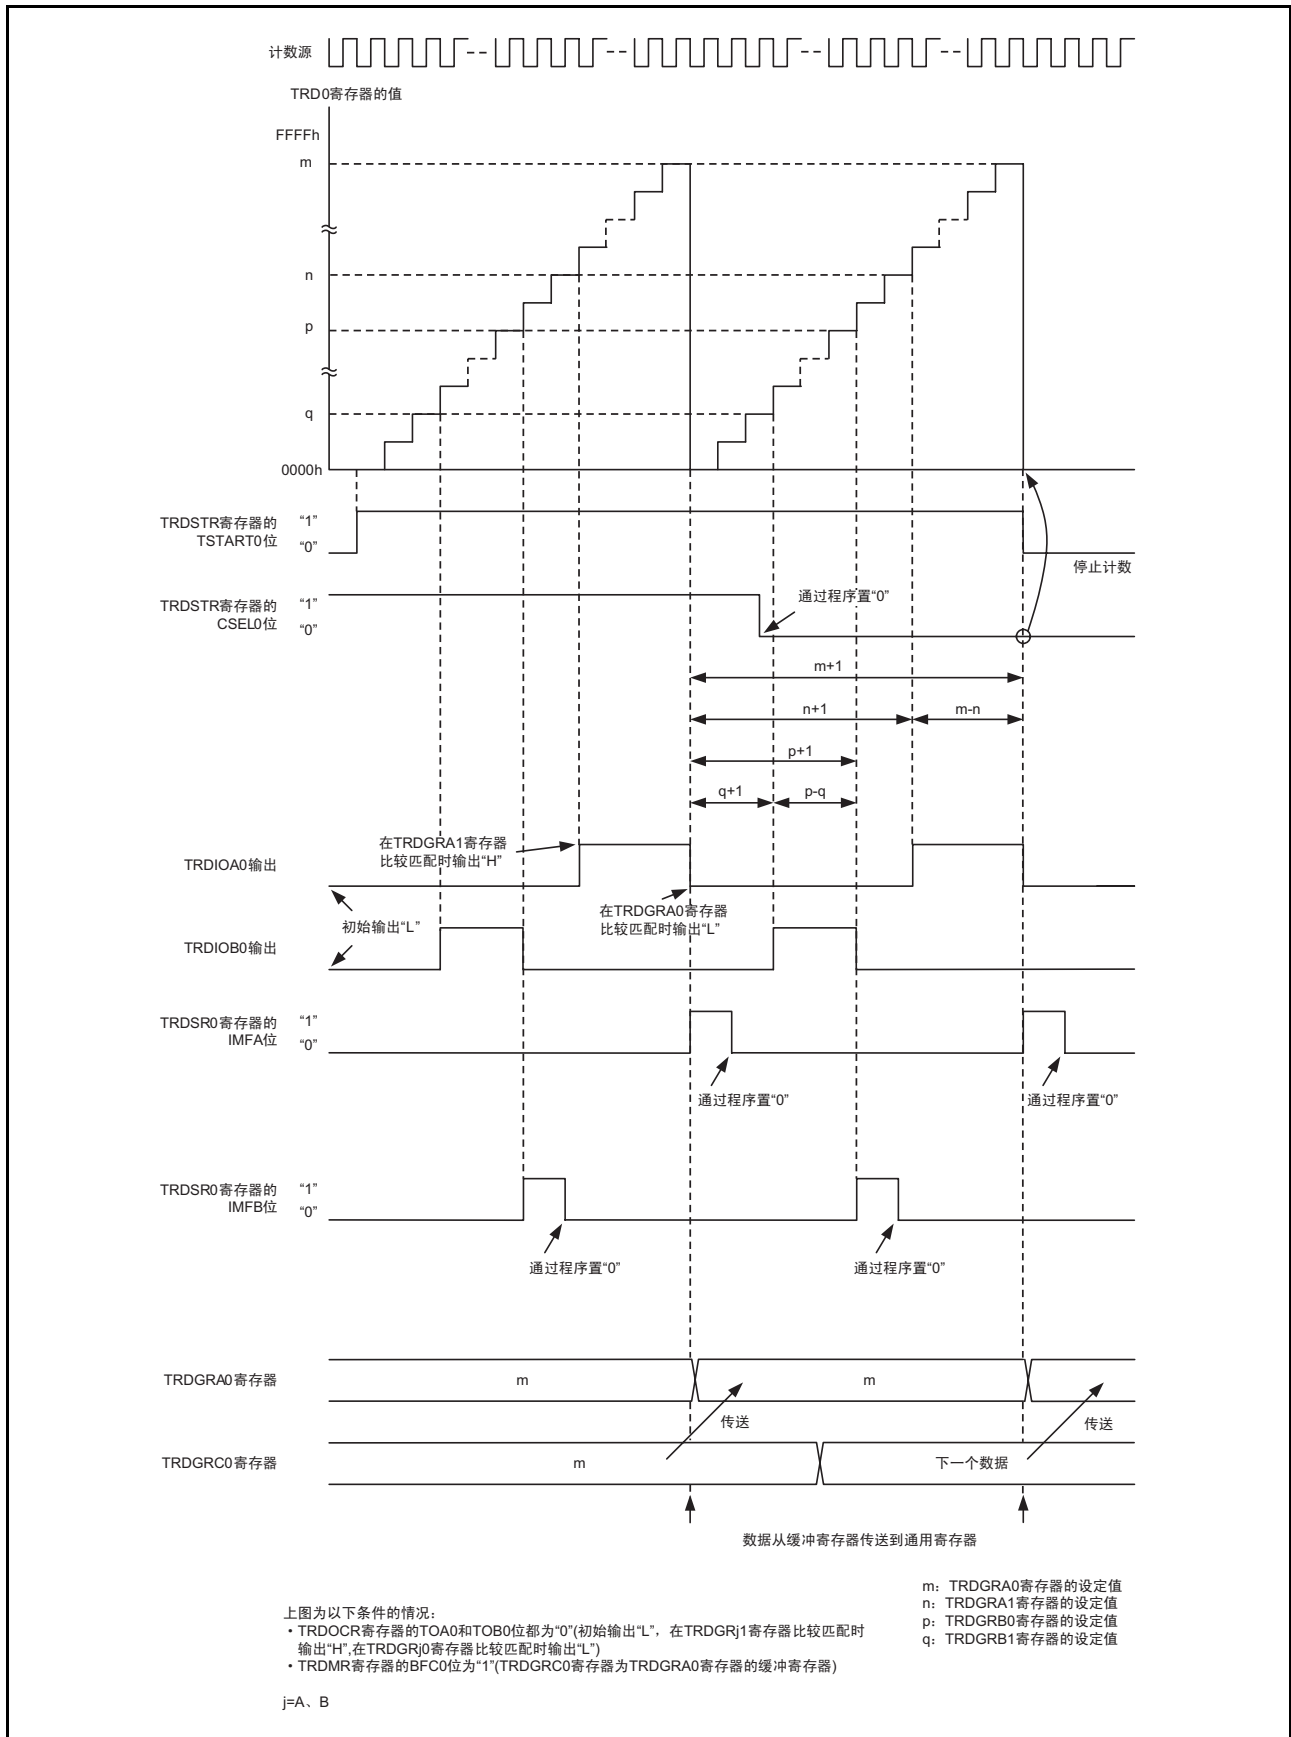 计数源
TRD0寄存器的值
FFFFh
m
n
p
q
0000h
TRDSTR寄存器的
TSTART0位
“1”
“0”
停止计数
TRDSTR寄存器的
CSEL0位
“1”
“0”
通过程序置“0”
m+1
n+1
m-n
p+1
q+1
p-q
在TRDGRA1寄存器
比较匹配时输出“H”
TRDIOA0输出
在TRDGRA0寄存器
比较匹配时输出“L”
初始输出“L”
TRDIOB0输出
TRDSR0寄存器的
IMFA位
“1”
“0”
通过程序置“0”
通过程序置“0”
TRDSR0寄存器的
IMFB位
“1”
“0”
通过程序置“0”
通过程序置“0”
TRDGRA0寄存器
m
m
传送
传送
TRDGRC0寄存器
m
下一个数据
数据从缓冲寄存器传送到通用寄存器
m：TRDGRA0寄存器的设定值
n：TRDGRA1寄存器的设定值
p：TRDGRB0寄存器的设定值
q：TRDGRB1寄存器的设定值
上图为以下条件的情况：
・TRDOCR寄存器的TOA0和TOB0位都为“0”(初始输出“L”，在TRDGRj1寄存器比较匹配时
输出“H”,在TRDGRj0寄存器比较匹配时输出“L”)
・TRDMR寄存器的BFC0位为“1”(TRDGRC0寄存器为TRDGRA0寄存器的缓冲寄存器)
j=A、B